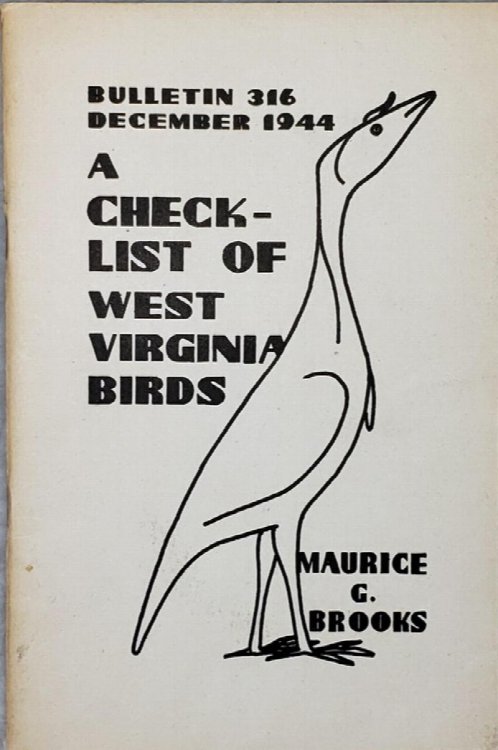 BULLETIN 316
DECEMBER 1944
A
CHECK-
LIST OF
WEST
VIRGINIA
BIRDS
MAURICE
G.
BROOKS